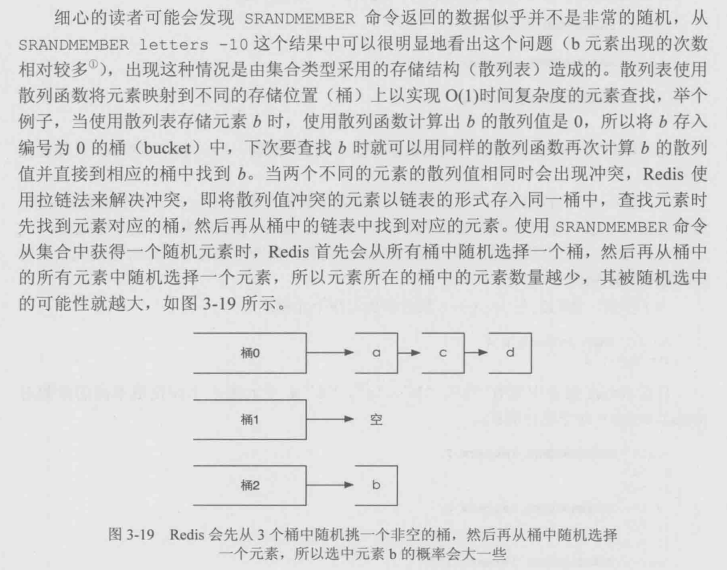 细心的读者可能会发现 SRANDMEMBER 命令返回的数据似乎并不是非常的随机，从
SRANDMEMBER letters -10 这个结果中可以很明显地看出这个问题（b 元素出现的次数
相对较多①），出现这种情况是由集合类型采用的存储结构（散列表）造成的。散列表使用
散列函数将元素映射到不同的存储位置（桶）上以实现 O(1)时间复杂度的元素查找，举个
例子，当使用散列表存储元素 b 时，使用散列函数计算出 b 的散列值是 0，所以将 b 存入
编号为 0 的桶（bucket）中，下次要查找 b 时就可以用同样的散列函数再次计算 b 的散列
值并直接到相应的桶中找到 b。当两个不同的元素的散列值相同时会出现冲突，Redis 使
用拉链法来解决冲突，即将散列值冲突的元素以链表的形式存入同一桶中，查找元素时
先找到元素对应的桶，然后再从桶中的链表中找到对应的元素。使用 SRANDMEMBER 命令
从集合中获得一个随机元素时，Redis 首先会从所有桶中随机选择一个桶，然后再从桶中
的所有元素中随机选择一个元素，所以元素所在的桶中的元素数量越少，其被随机选中
的可能性就越大，如图 3-19 所示。
桶0 a c d
桶1 空
桶2 b
图 3-19 Redis 会先从 3 个桶中随机挑一个非空的桶，然后再从桶中随机选择
一个元素，所以选中元素 b 的概率会大一些